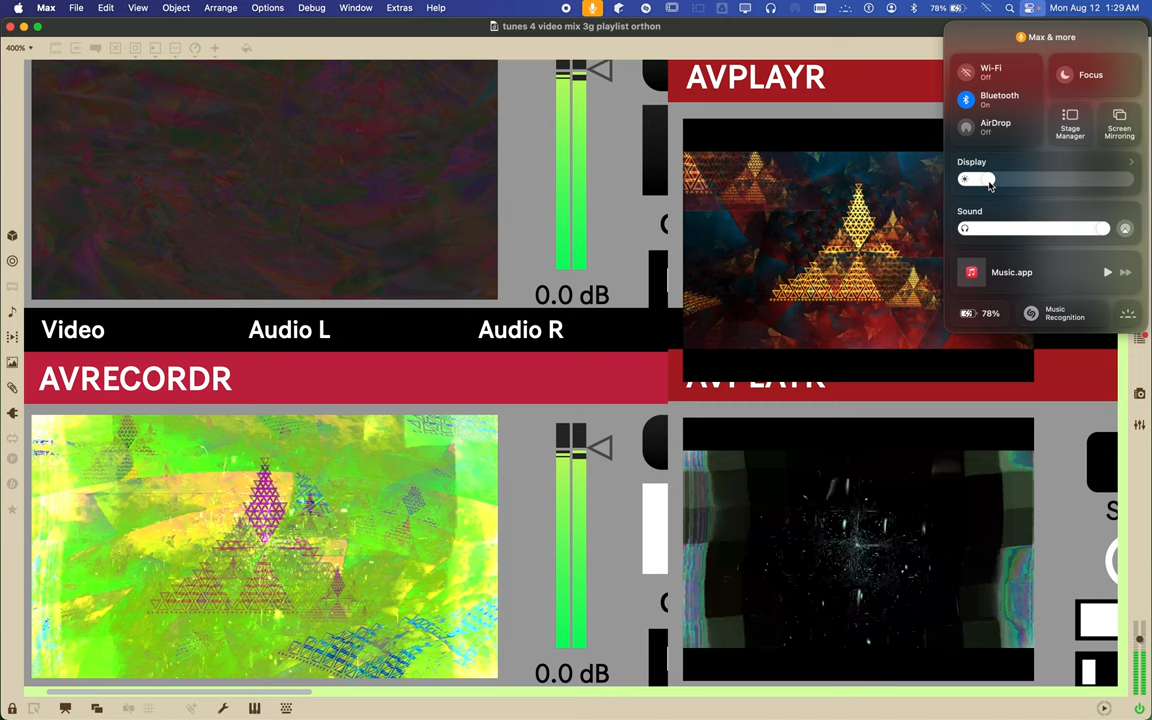 Max File Edit View Object Arrange Options Debug Window Extras Help 78% Mon Aug 12 1:29 AM
tunes 4 video mix 3g playlist orthon
400%
Max & more
Wi-Fi
Off
Focus
Bluetooth
On
AirDrop
Off
Stage
Manager
Screen
Mirroring
Display
Sound
Music.app
78%
Music
Recognition
AVPLAYR
0.0 dB
Video Audio L Audio R
AVRECORDR
AVPLAYR
0.0 dB